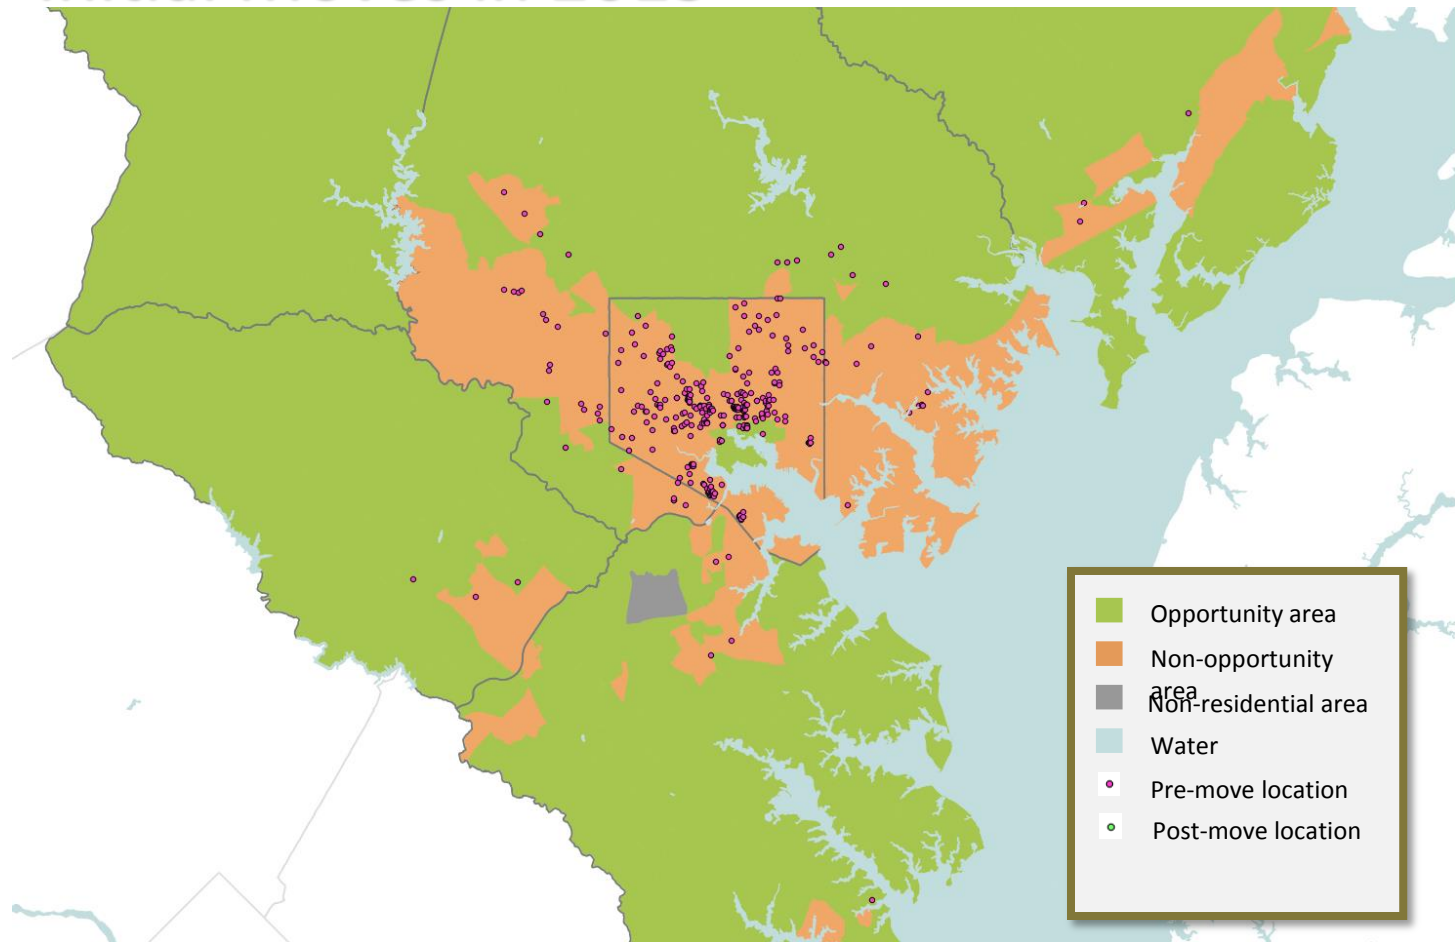 Opportunity area
Non-opportunity
area
Non-residential area
Water
Pre-move location
Post-move location